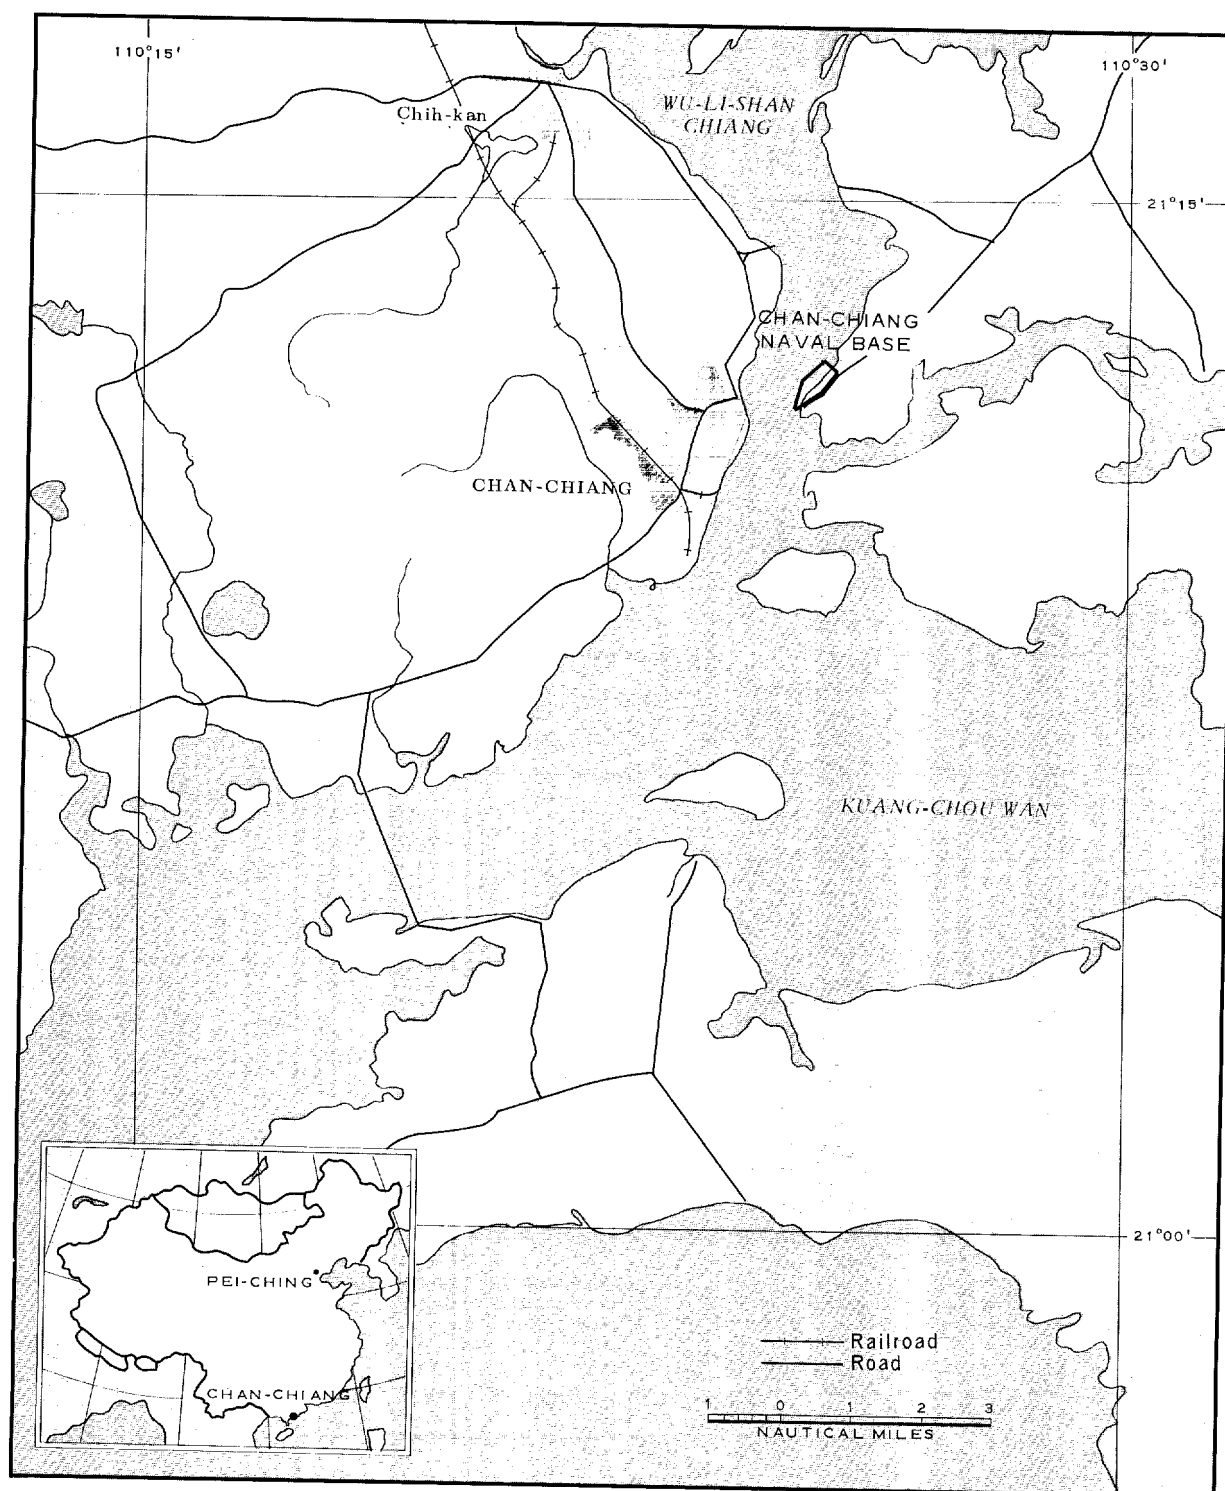 110°15'
110°30'
Chih-kan
WU-LI-SHAN
CHIANG
21°15'
CHAN-CHIANG
NAVAL BASE
CHAN-CHIANG
KUANG-CHOU WAN
21°00'
PEI-CHING
CHAN-CHIANG
Railroad
Road
1 0 1 2 3
NAUTICAL MILES